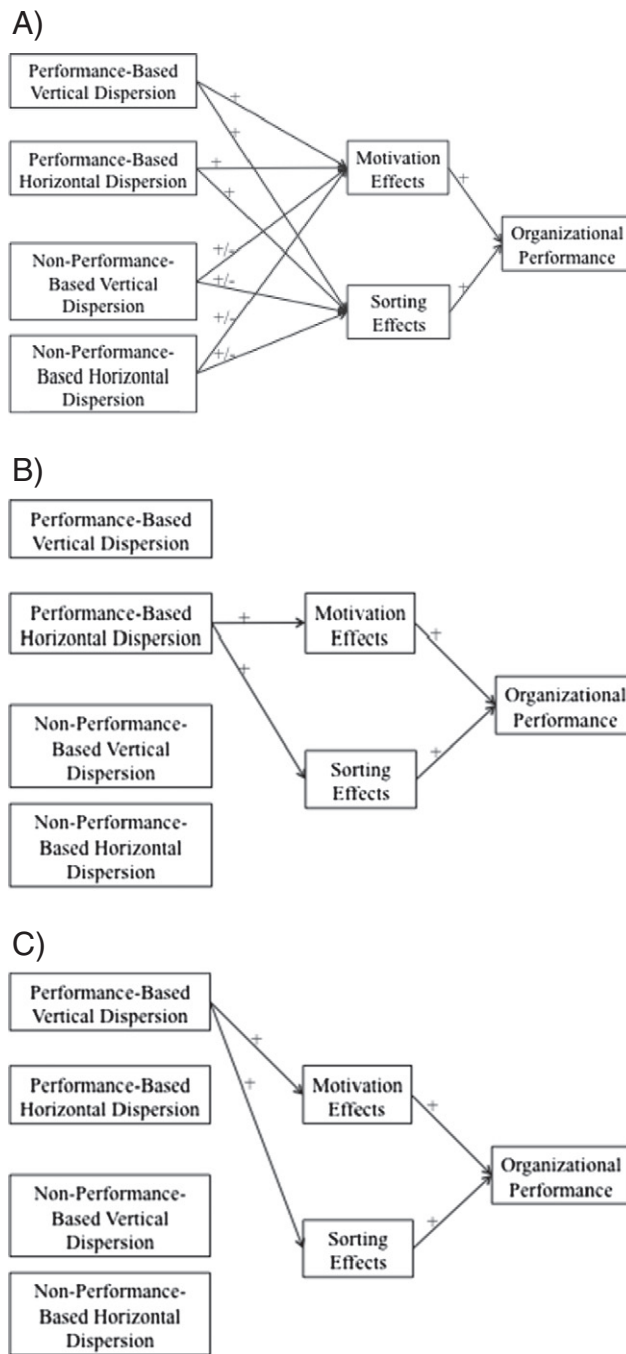 A)
Performance-Based
Vertical Dispersion
+
+
Performance-Based
Horizontal Dispersion
+
+
Motivation
Effects
+
Organizational
Performance
Non-Performance-
Based Vertical
Dispersion
+/-
+/-
Sorting
Effects
+
+/-
+/-
Non-Performance-
Based Horizontal
Dispersion
B)
Performance-Based
Vertical Dispersion
Performance-Based
Horizontal Dispersion
+
+
Motivation
Effects
+
Organizational
Performance
Non-Performance-
Based Vertical
Dispersion
Sorting
Effects
+
Non-Performance-
Based Horizontal
Dispersion
C)
Performance-Based
Vertical Dispersion
+
+
Performance-Based
Horizontal Dispersion
Motivation
Effects
+
Organizational
Performance
Non-Performance-
Based Vertical
Dispersion
Sorting
Effects
+
Non-Performance-
Based Horizontal
Dispersion